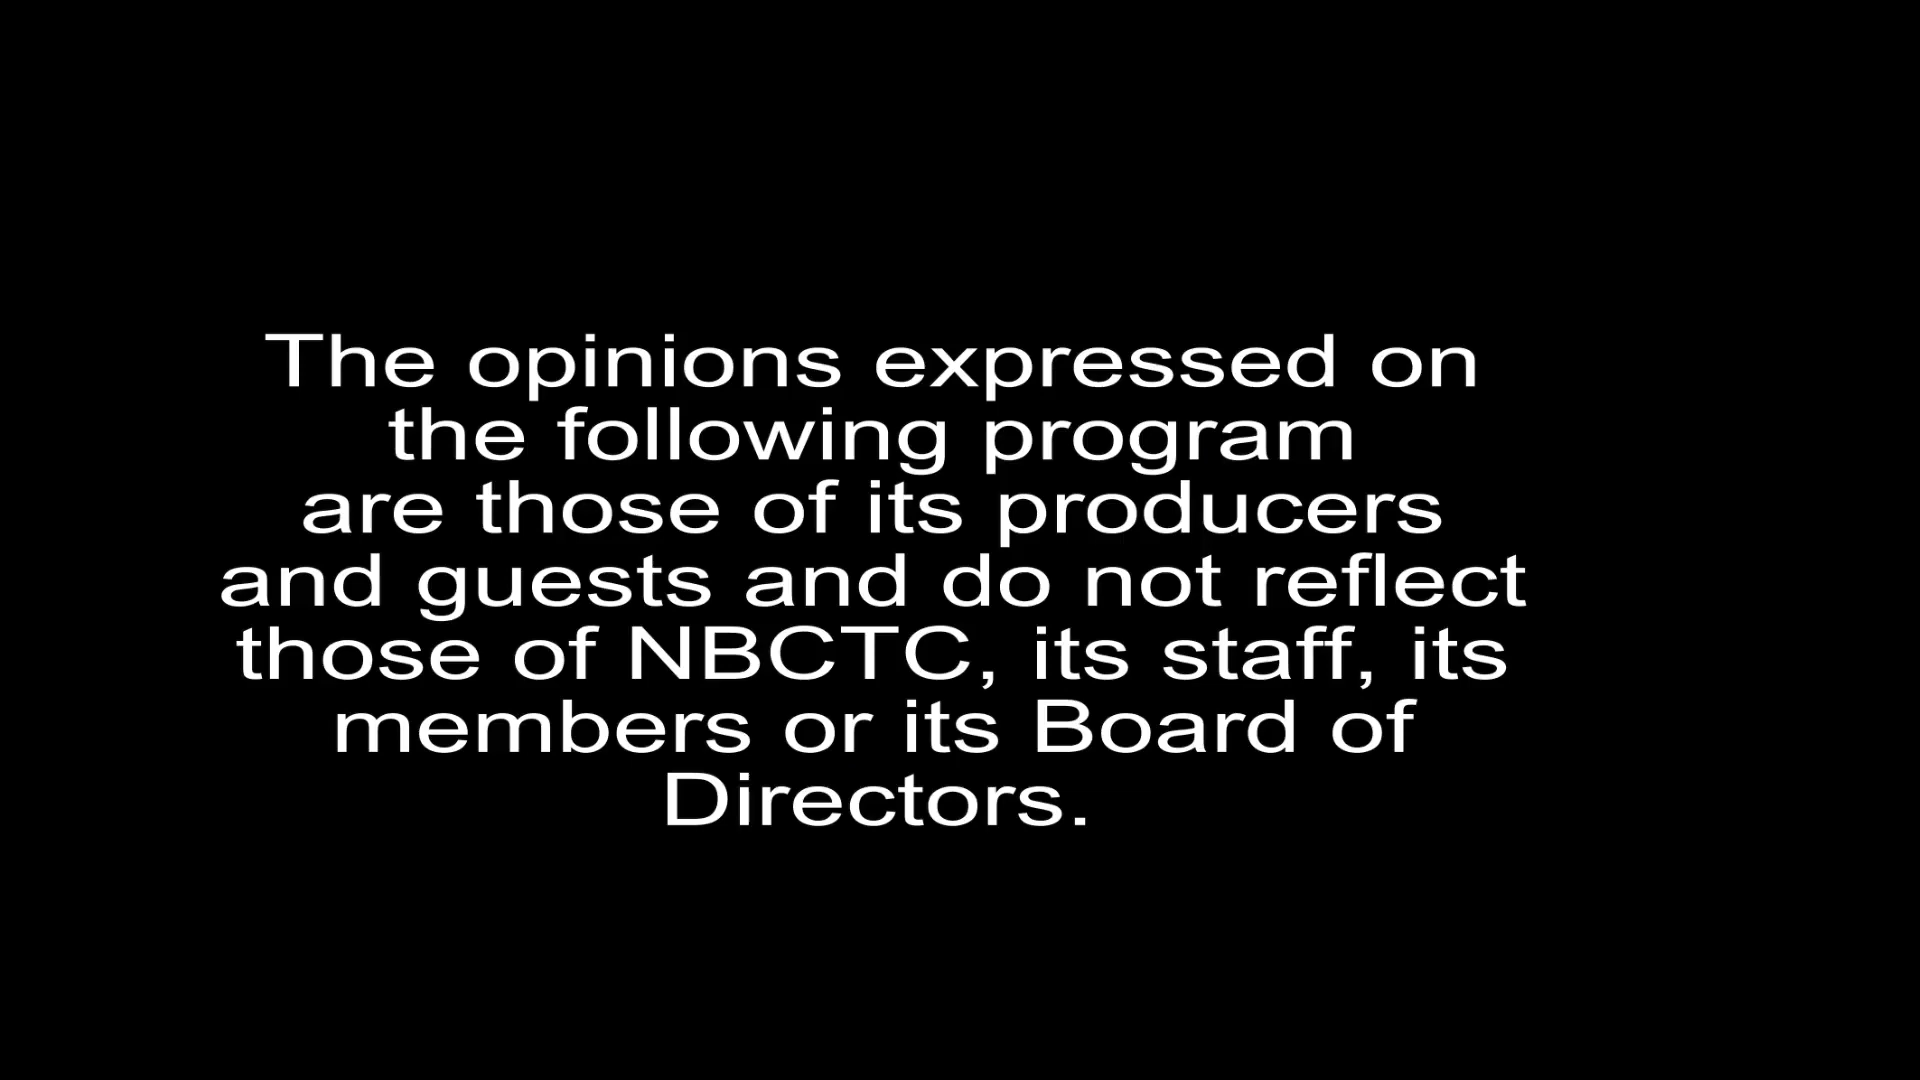 The opinions expressed on
the following program
are those of its producers
and guests and do not reflect
those of NBCTC, its staff, its
members or its Board of
Directors.